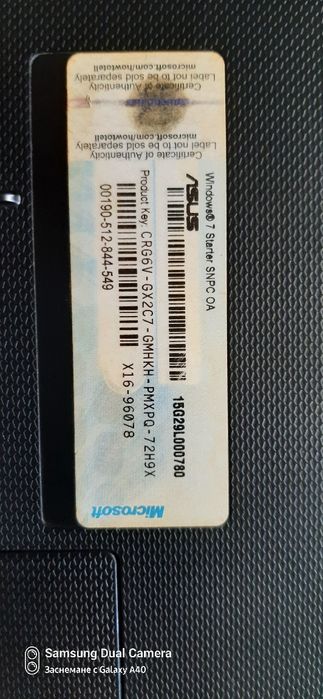 Certificate of Authenticity
Label not to be sold separately
microsoft.com/howtotell
microsoft.com/howtotell
Label not to be sold separately
Certificate of Authenticity
Windows® 7 Starter SNPC OA
ASUS
15G29L000780
Product Key: CRG6V-GX2C7-GMHKH-PMXPQ-72H9X
00190-512-844-549
X16-96078
Microsoft
Samsung Dual Camera
Заснемане с Galaxy A40